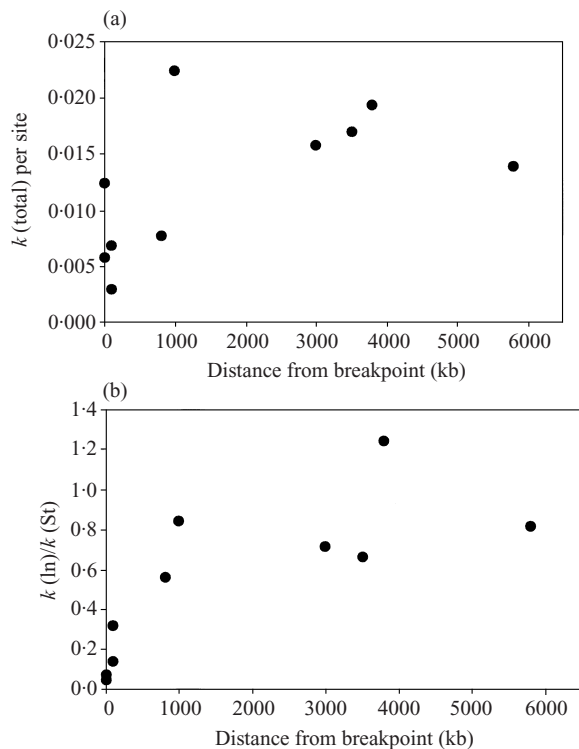 (a)
0·025
0·020
0·015
0·010
0·005
0·000
k (total) per site
0 1000 2000 3000 4000 5000 6000
Distance from breakpoint (kb)
(b)
1·4
1·2
1·0
0·8
0·6
0·4
0·2
0·0
k (ln)/k (St)
0 1000 2000 3000 4000 5000 6000
Distance from breakpoint (kb)